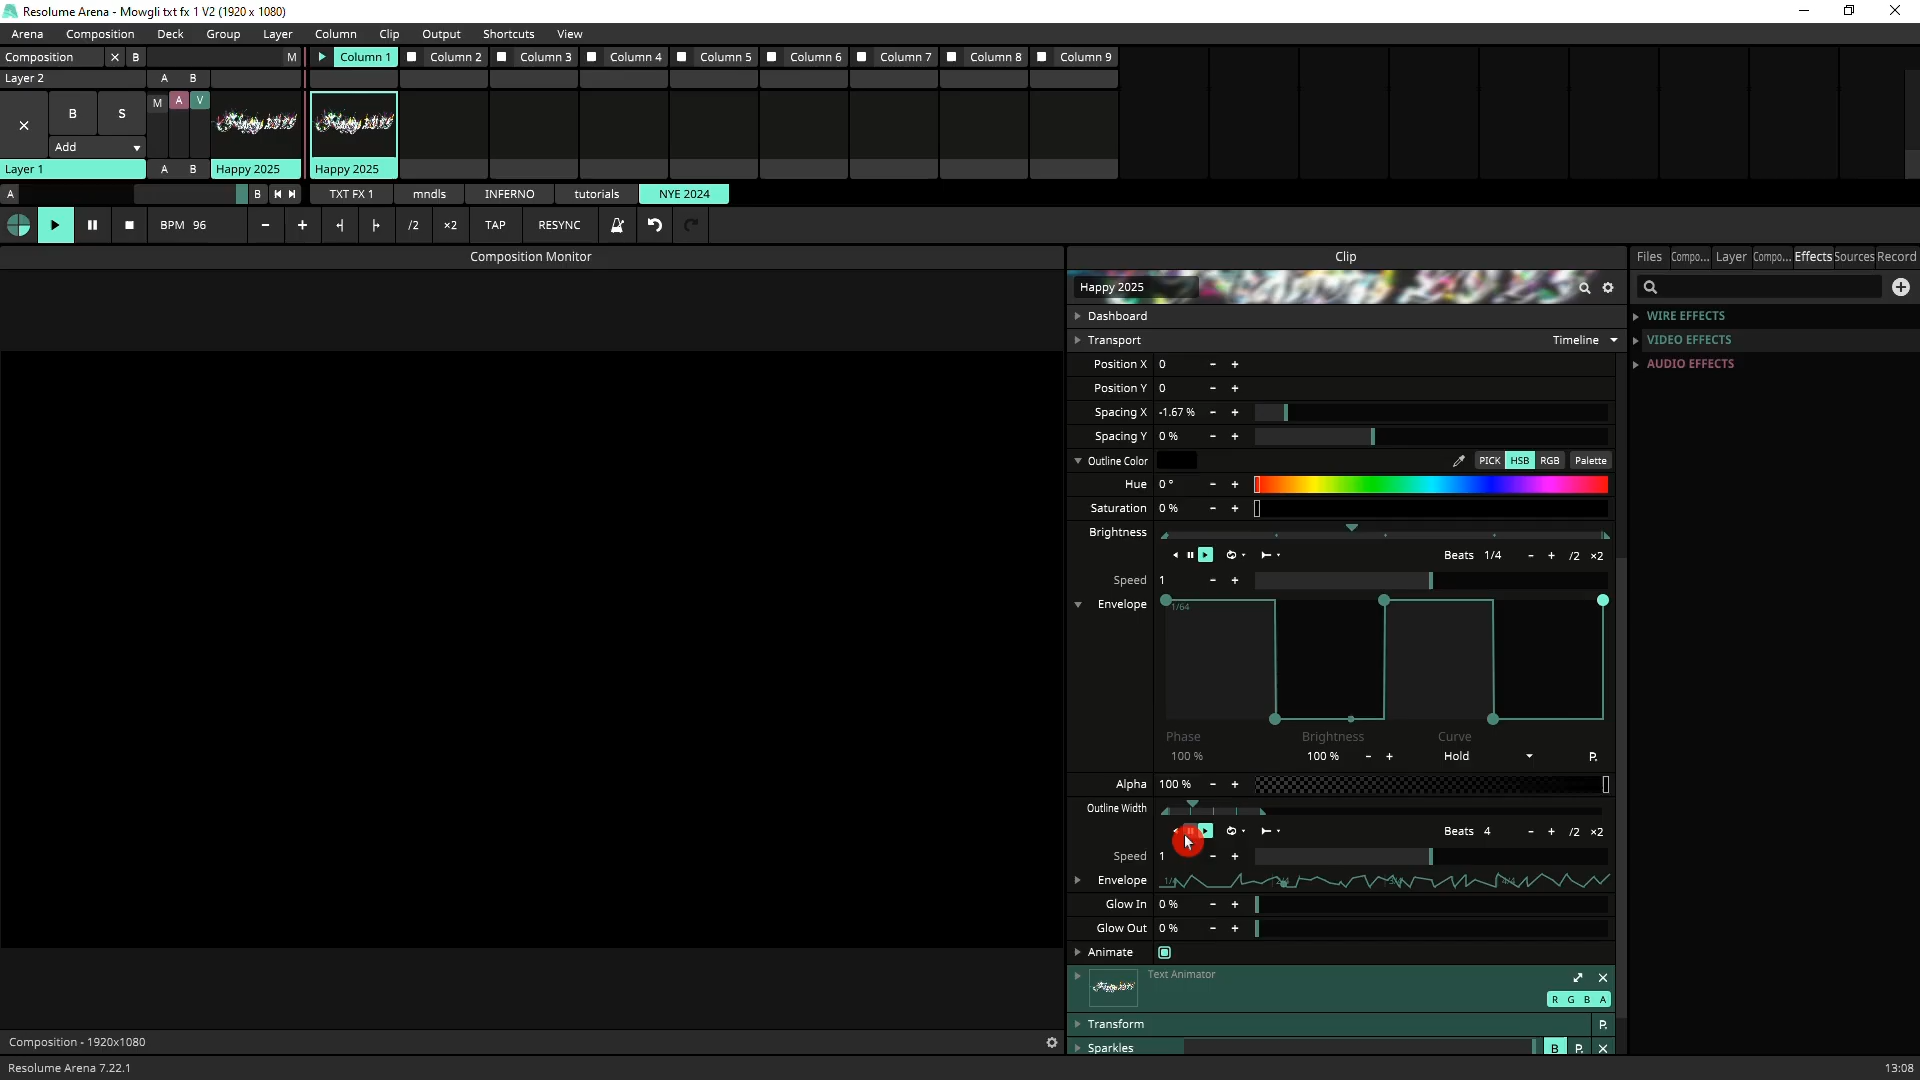 Resolume Arena - Mowgli txt fx 1 V2 (1920 x 1080)
Arena Composition Deck Group Layer Column Clip Output Shortcuts View
Composition B M Column 1 Column 2 Column 3 Column 4 Column 5 Column 6 Column 7 Column 8 Column 9
Layer 2 A B
B S M A V
Add
Layer 1 A B Happy 2025 Happy 2025
A B TXT FX 1 mndls INFERNO tutorials NYE 2024
BPM 96 - + /2 ×2 TAP RESYNC
Composition Monitor Clip Files Compo... Layer Compo... Effects Sources Record
Happy 2025
Dashboard WIRE EFFECTS
Transport Timeline VIDEO EFFECTS
Position X 0 - + AUDIO EFFECTS
Position Y 0 - +
Spacing X -1.67 % - +
Spacing Y 0 % - +
Outline Color PICK HSB RGB Palette
Hue 0 ° - +
Saturation 0 % - +
Brightness
Beats 1/4 - + /2 ×2
Speed 1 - +
Envelope 1/64
Phase Brightness Curve
100 % 100 % - + Hold P.
Alpha 100 % - +
Outline Width
Beats 4 - + /2 ×2
Speed 1 - +
Envelope
Glow In 0 % - +
Glow Out 0 % - +
Animate
Text Animator
R G B A
Transform P.
Sparkles B P.
Composition - 1920x1080
Resolume Arena 7.22.1 13:08